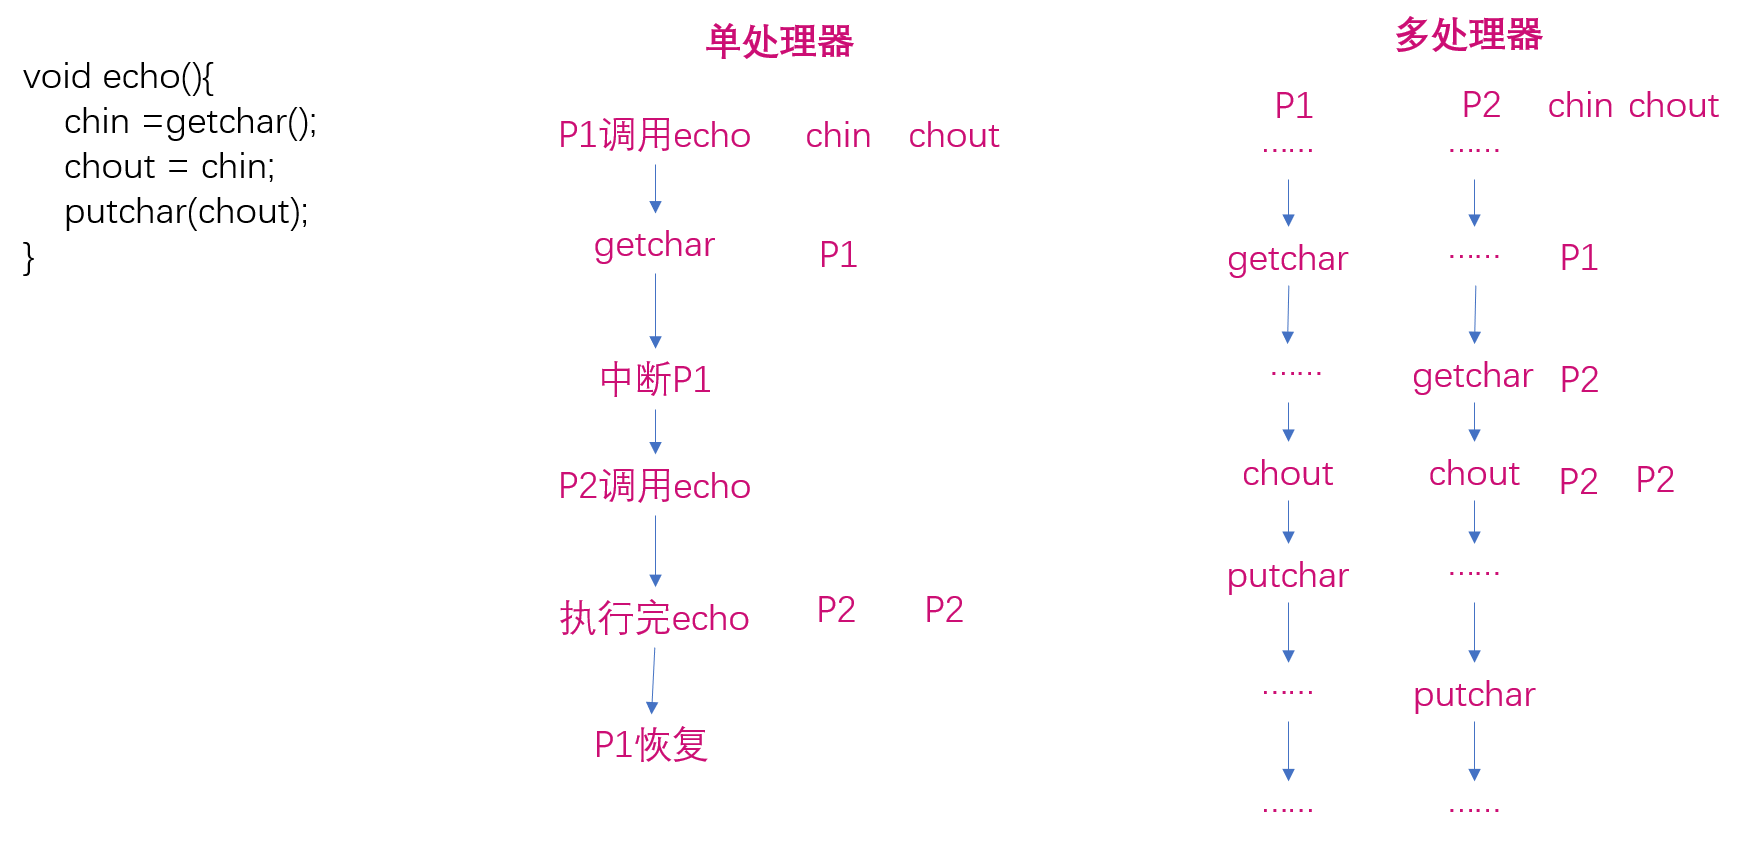 void echo(){
chin =getchar();
chout = chin;
putchar(chout);
}
单处理器
P1调用echo chin chout
getchar P1
中断P1
P2调用echo
执行完echo P2 P2
P1恢复
多处理器
P1 P2 chin chout
…… ……
getchar …… P1
…… getchar P2
chout chout P2 P2
putchar ……
…… putchar
…… ……